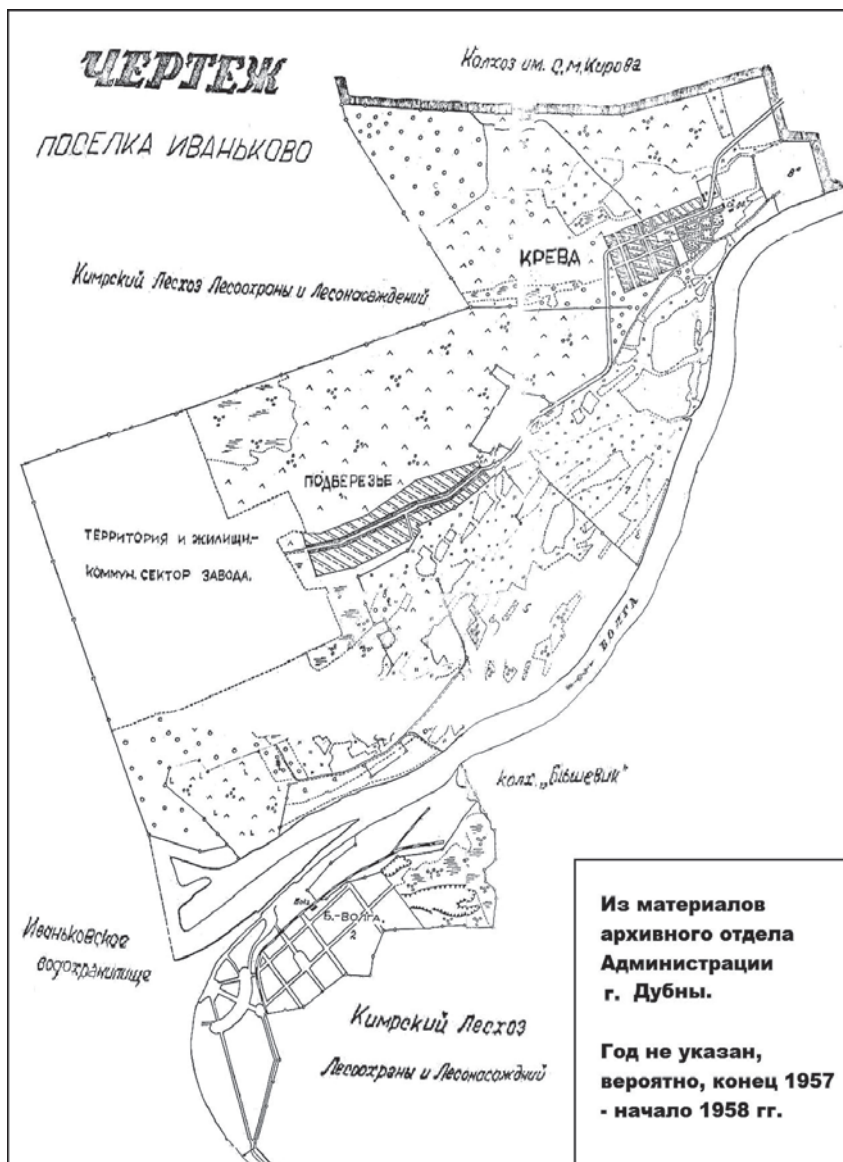 ЧЕРТЕЖ
ПОСЕЛКА ИВАНЬКОВО
Колхоз им. С.М. Кирова
КРЕВА
Кимрский Лесхоз Лесоохраны и Лесонасаждений
ПОДБЕРЕЗЬЕ
ТЕРРИТОРИЯ И ЖИЛИЩН.-
КОММУН. СЕКТОР ЗАВОДА.
ВОЛГА
колх.
Б.-ВОЛГА
2
Иваньковское
водохранилище
Кимрский Лесхоз
Лесоохраны и Лесонасаждний
Из материалов
архивного отдела
Администрации
г. Дубны.
Год не указан,
вероятно, конец 1957
- начало 1958 гг.